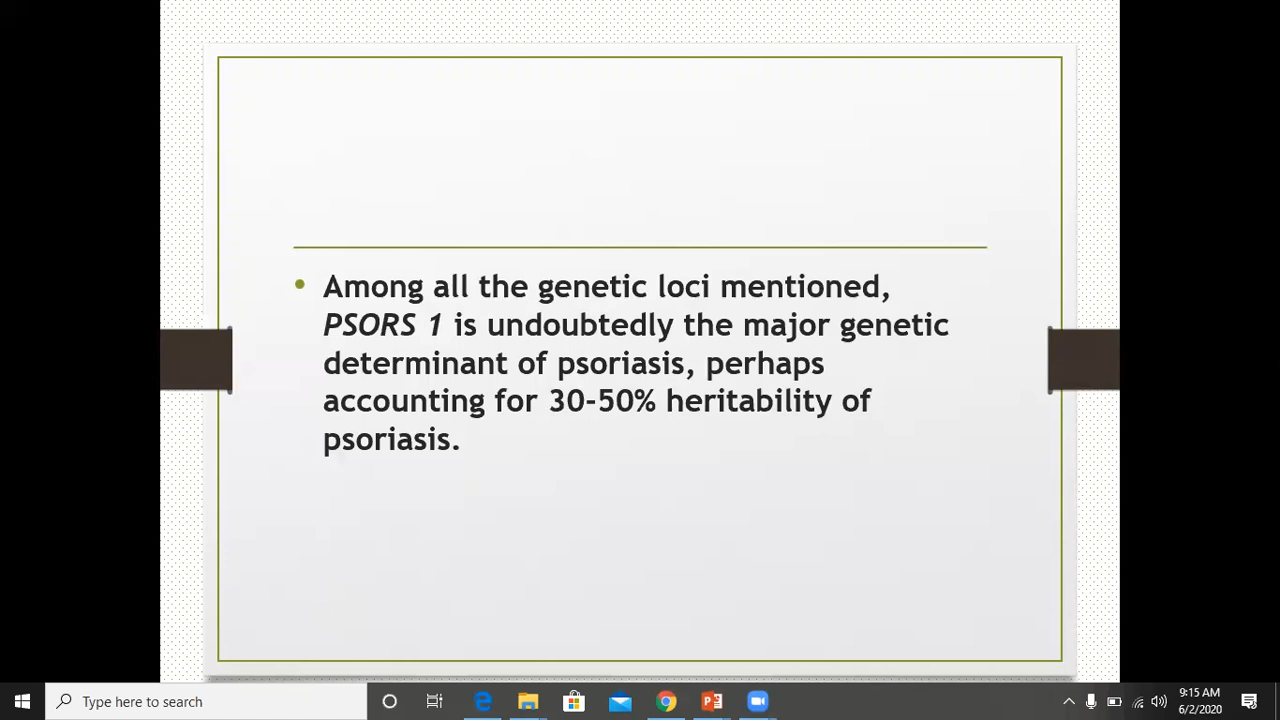 • Among all the genetic loci mentioned,
PSORS 1 is undoubtedly the major genetic
determinant of psoriasis, perhaps
accounting for 30-50% heritability of
psoriasis.
Type here to search
9:15 AM
6/2/2020